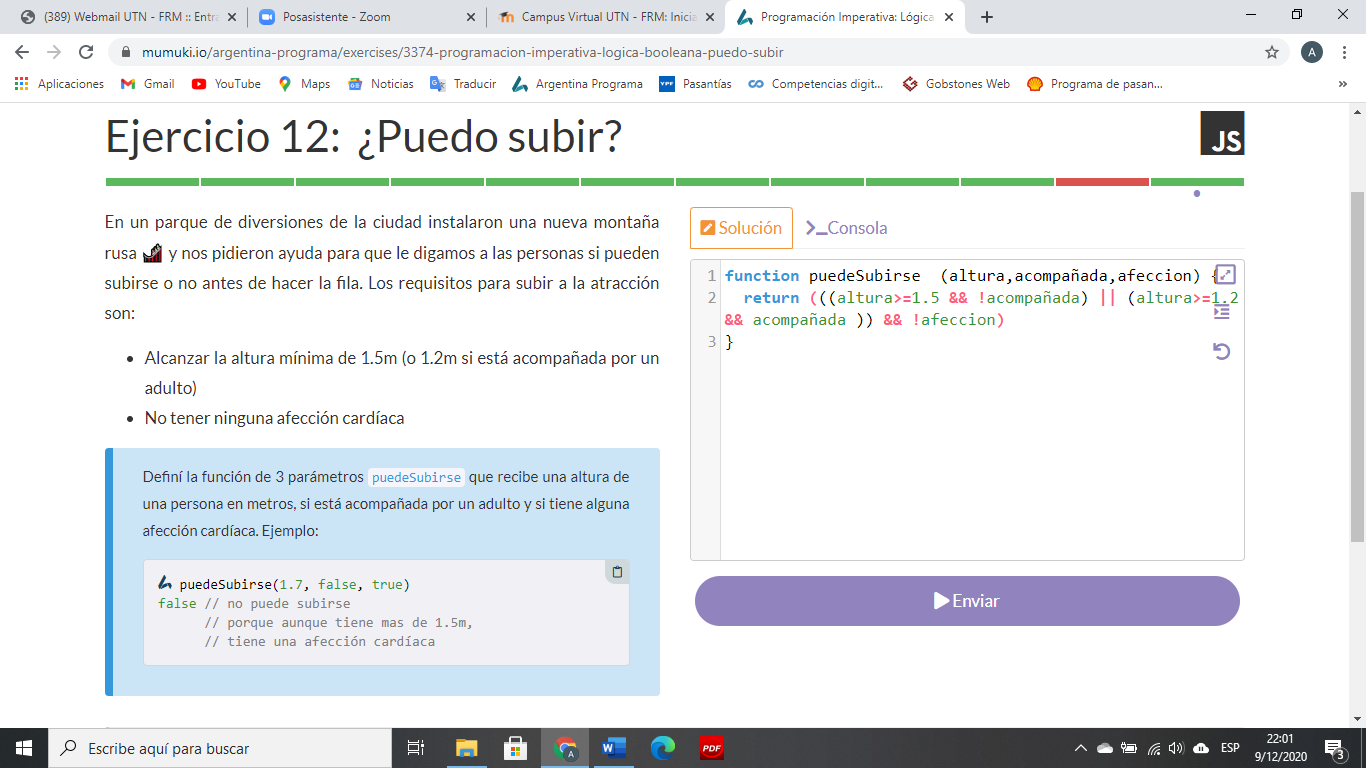 (389) Webmail UTN - FRM :: Entra
Posasistente - Zoom
Campus Virtual UTN - FRM: Inicia
Programación Imperativa: Lógica
mumuki.io/argentina-programa/exercises/3374-programacion-imperativa-logica-booleana-puedo-subir
A
Aplicaciones
Gmail
YouTube
Maps
Noticias
Traducir
Argentina Programa
YPF
Pasantías
Competencias digit...
Gobstones Web
Programa de pasan...
»
Ejercicio 12: ¿Puedo subir?
JS
En un parque de diversiones de la ciudad instalaron una nueva montaña
rusa 🎢 y nos pidieron ayuda para que le digamos a las personas si pueden
subirse o no antes de hacer la fila. Los requisitos para subir a la atracción
son:
• Alcanzar la altura mínima de 1.5m (o 1.2m si está acompañada por un
adulto)
• No tener ninguna afección cardíaca
Definí la función de 3 parámetros puedeSubirse que recibe una altura de
una persona en metros, si está acompañada por un adulto y si tiene alguna
afección cardíaca. Ejemplo:
puedeSubirse(1.7, false, true)
false // no puede subirse
// porque aunque tiene mas de 1.5m,
// tiene una afección cardíaca
Solución
Consola
1 function puedeSubirse (altura,acompañada,afeccion) {
2 return (((altura>=1.5 && !acompañada) || (altura>=1.2
&& acompañada )) && !afeccion)
3 }
Enviar
Escribe aquí para buscar
A
W
PDF
ESP
22:01
9/12/2020
3